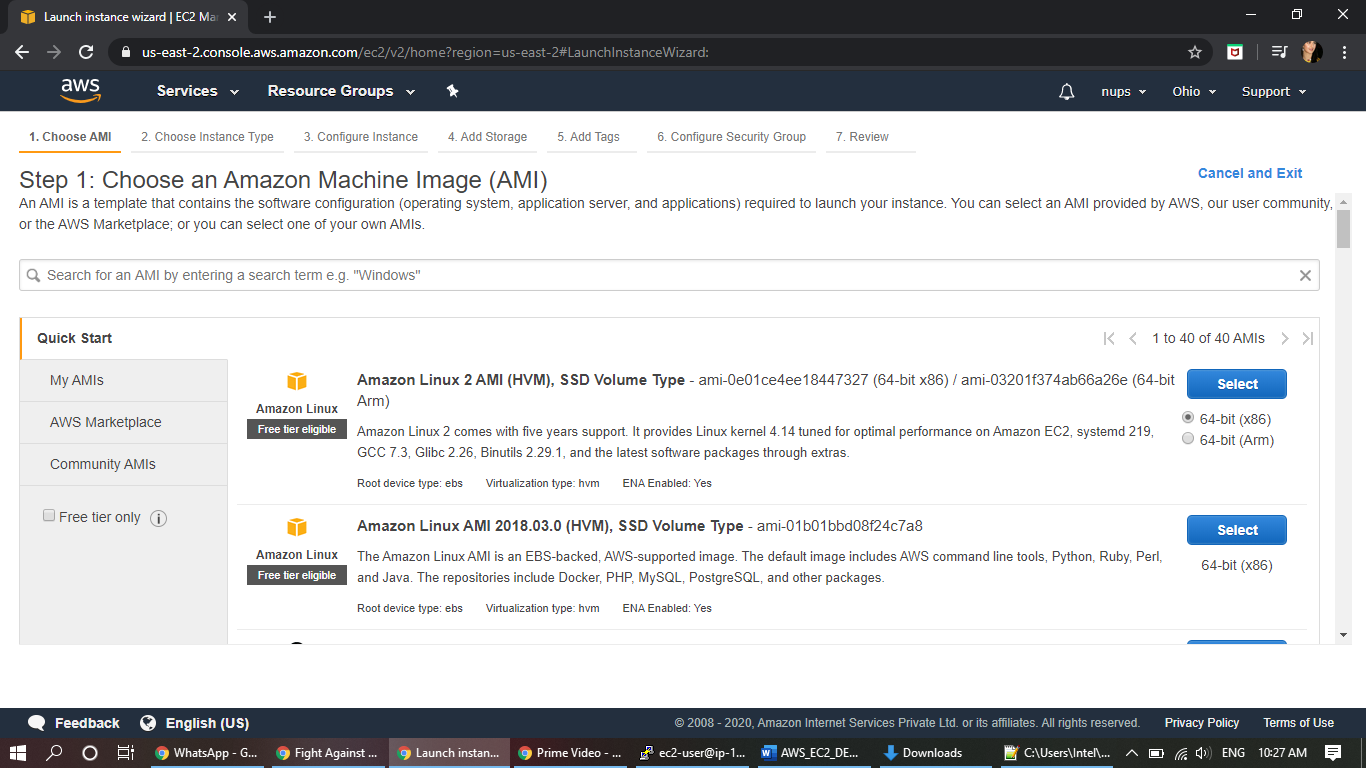 Launch instance wizard | EC2 Ma
us-east-2.console.aws.amazon.com/ec2/v2/home?region=us-east-2#LaunchInstanceWizard:
aws
Services
Resource Groups
nups
Ohio
Support
1. Choose AMI
2. Choose Instance Type
3. Configure Instance
4. Add Storage
5. Add Tags
6. Configure Security Group
7. Review
Step 1: Choose an Amazon Machine Image (AMI)
Cancel and Exit
An AMI is a template that contains the software configuration (operating system, application server, and applications) required to launch your instance. You can select an AMI provided by AWS, our user community,
or the AWS Marketplace; or you can select one of your own AMIs.
Search for an AMI by entering a search term e.g. "Windows"
Quick Start
1 to 40 of 40 AMIs
My AMIs
AWS Marketplace
Community AMIs
Free tier only
Amazon Linux
Free tier eligible
Amazon Linux 2 AMI (HVM), SSD Volume Type - ami-0e01ce4ee18447327 (64-bit x86) / ami-03201f374ab66a26e (64-bit
Arm)
Amazon Linux 2 comes with five years support. It provides Linux kernel 4.14 tuned for optimal performance on Amazon EC2, systemd 219,
GCC 7.3, Glibc 2.26, Binutils 2.29.1, and the latest software packages through extras.
Root device type: ebs Virtualization type: hvm ENA Enabled: Yes
Select
64-bit (x86)
64-bit (Arm)
Amazon Linux
Free tier eligible
Amazon Linux AMI 2018.03.0 (HVM), SSD Volume Type - ami-01b01bbd08f24c7a8
The Amazon Linux AMI is an EBS-backed, AWS-supported image. The default image includes AWS command line tools, Python, Ruby, Perl,
and Java. The repositories include Docker, PHP, MySQL, PostgreSQL, and other packages.
Root device type: ebs Virtualization type: hvm ENA Enabled: Yes
Select
64-bit (x86)
Feedback
English (US)
© 2008 - 2020, Amazon Internet Services Private Ltd. or its affiliates. All rights reserved.
Privacy Policy
Terms of Use
WhatsApp - G...
Fight Against ...
Launch instan...
Prime Video - ...
ec2-user@ip-1...
AWS_EC2_DE...
Downloads
C:\Users\Intel\...
ENG
10:27 AM